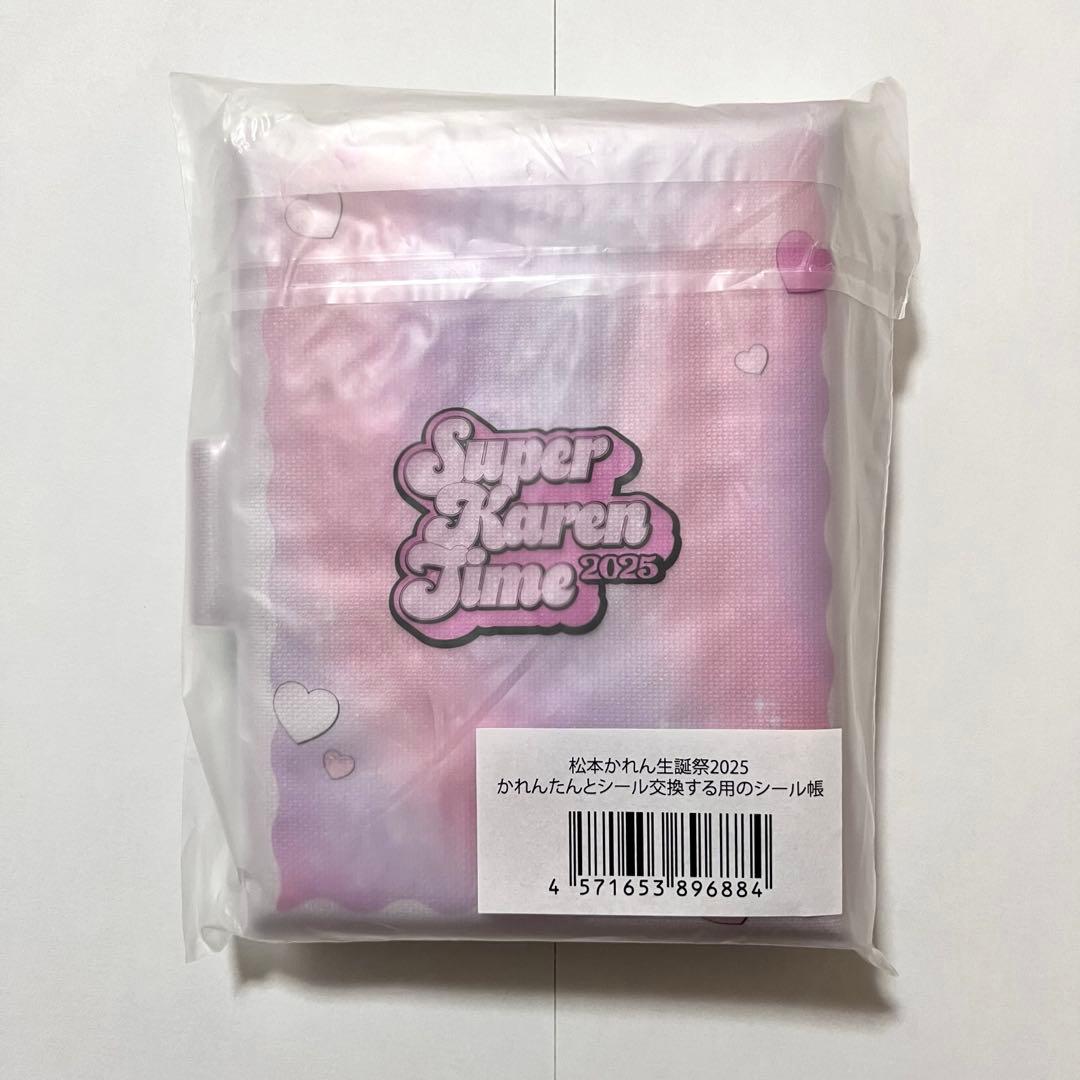 Super
Karen
Time 2025
松本かれん生誕祭2025
かれんたんとシール交換する用のシール帳
4 571653 896884